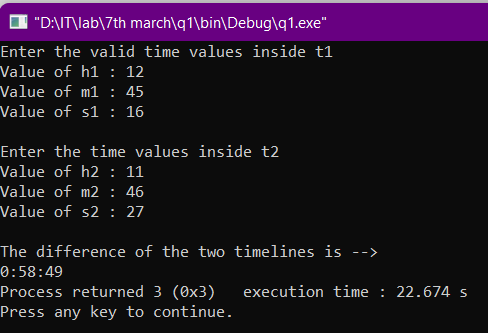 "D:\IT\lab\7th march\q1\bin\Debug\q1.exe"
Enter the valid time values inside t1
Value of h1 : 12
Value of m1 : 45
Value of s1 : 16
Enter the time values inside t2
Value of h2 : 11
Value of m2 : 46
Value of s2 : 27
The difference of the two timelines is -->
0:58:49
Process returned 3 (0x3)   execution time : 22.674 s
Press any key to continue.